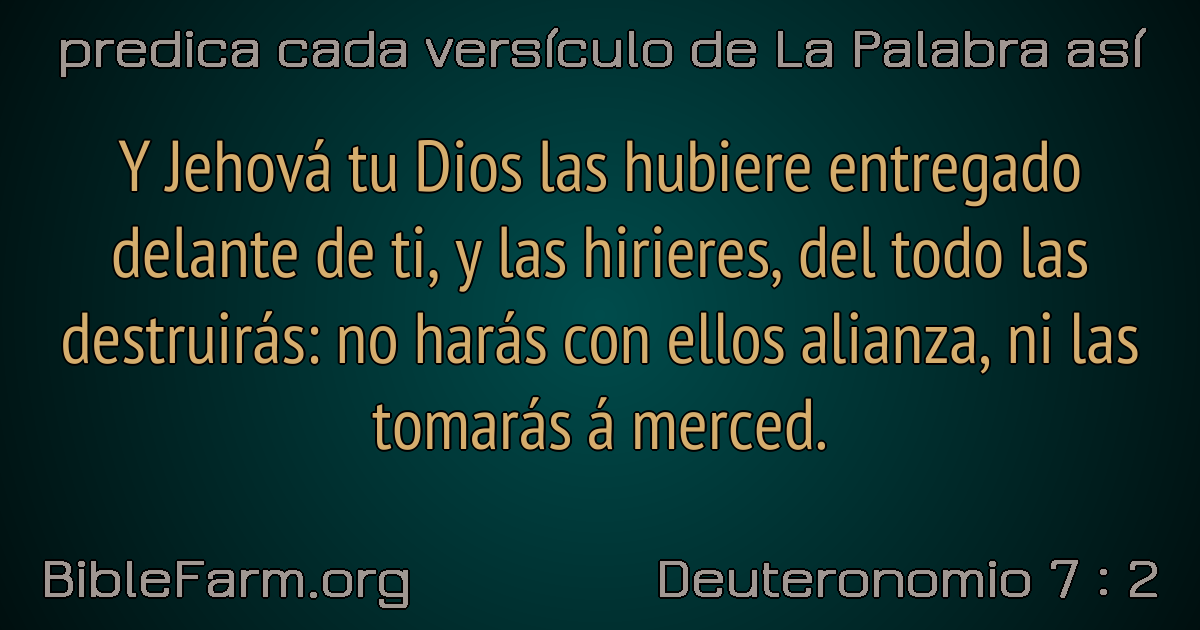 predica cada versículo de La Palabra así
Y Jehová tu Dios las hubiere entregado
delante de ti, y las hirieres, del todo las
destruirás: no harás con ellos alianza, ni las
tomarás á merced.
BibleFarm.org
Deuteronomio 7 : 2